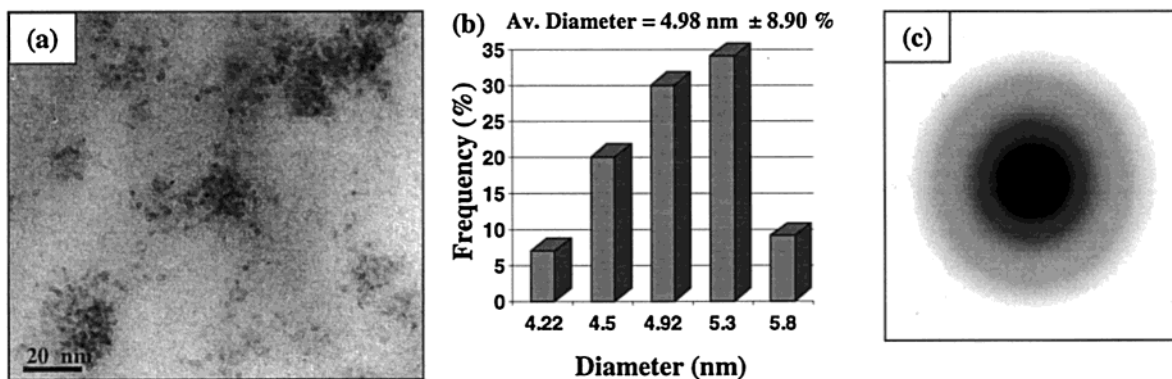 (a)
20 nm
(b) Av. Diameter = 4.98 nm ± 8.90 %
Frequency (%)
35
30
25
20
15
10
5
0
4.22 4.5 4.92 5.3 5.8
Diameter (nm)
(c)